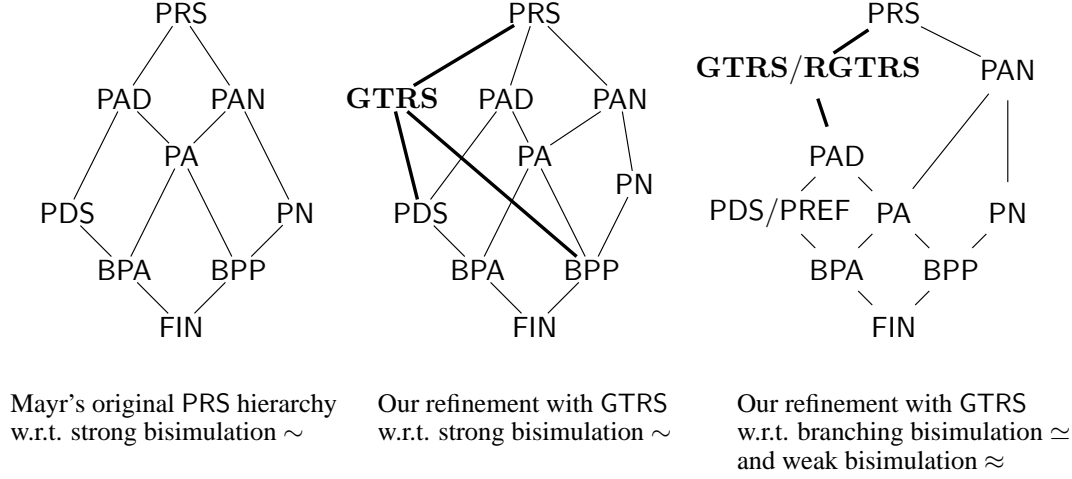 PRS
PAD PAN
PA
PDS PN
BPA BPP
FIN
Mayr's original PRS hierarchy
w.r.t. strong bisimulation ∼
PRS
GTRS PAD PAN
PA
PN
PDS
BPA BPP
FIN
Our refinement with GTRS
w.r.t. strong bisimulation ∼
PRS
GTRS/RGTRS PAN
PAD
PDS/PREF PA PN
BPA BPP
FIN
Our refinement with GTRS
w.r.t. branching bisimulation ≃
and weak bisimulation ≈